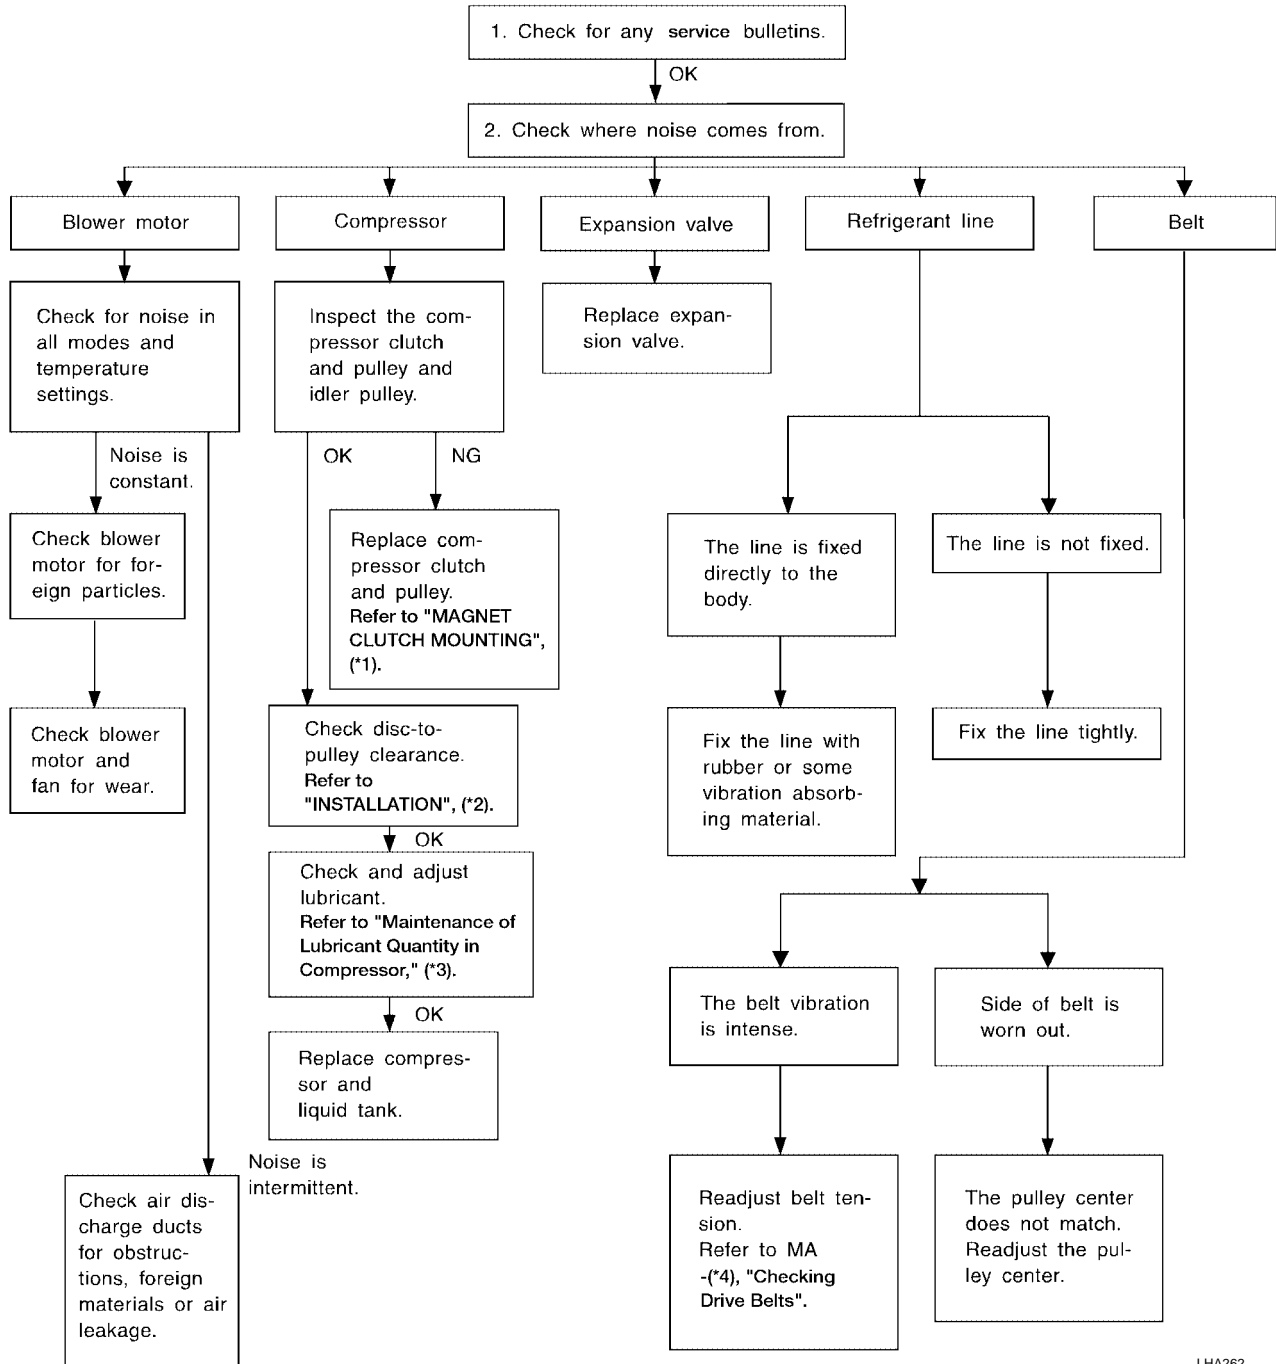 1. Check for any service bulletins.
OK
2. Check where noise comes from.
Blower motor
Compressor
Expansion valve
Refrigerant line
Belt
Check for noise in
all modes and
temperature
settings.
Inspect the com-
pressor clutch
and pulley and
idler pulley.
Replace expan-
sion valve.
Noise is
constant.
OK
NG
Check blower
motor for for-
eign particles.
Replace com-
pressor clutch
and pulley.
Refer to "MAGNET
CLUTCH MOUNTING",
(*1).
The line is fixed
directly to the
body.
The line is not fixed.
Check blower
motor and
fan for wear.
Check disc-to-
pulley clearance.
Refer to
"INSTALLATION", (*2).
Fix the line with
rubber or some
vibration absorb-
ing material.
Fix the line tightly.
OK
Check and adjust
lubricant.
Refer to "Maintenance of
Lubricant Quantity in
Compressor," (*3).
OK
Replace compres-
sor and
liquid tank.
The belt vibration
is intense.
Side of belt is
worn out.
Noise is
intermittent.
Check air dis-
charge ducts
for obstruc-
tions, foreign
materials or air
leakage.
Readjust belt ten-
sion.
Refer to MA
-(*4), "Checking
Drive Belts".
The pulley center
does not match.
Readjust the pul-
ley center.
LHA262